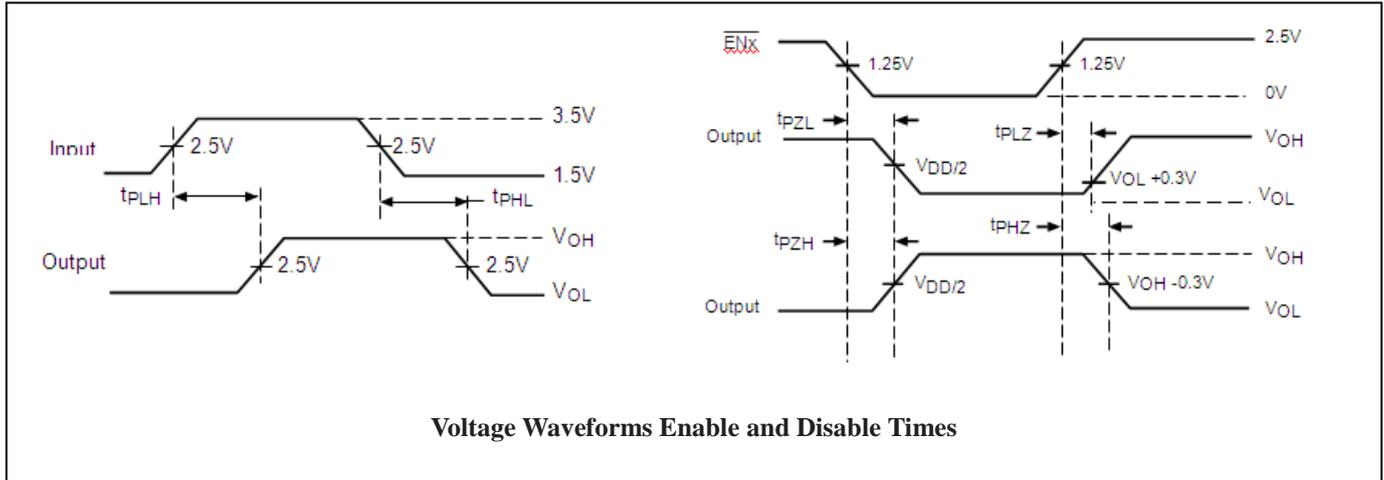 Input
2.5V
2.5V
3.5V
1.5V
tPLH
tPHL
Output
2.5V
2.5V
VOH
VOL
ENx
1.25V
1.25V
2.5V
0V
tPZL
tPLZ
Output
VDD/2
VOL +0.3V
VOH
VOL
tPZH
tPHZ
Output
VDD/2
VOH -0.3V
VOH
VOL
Voltage Waveforms Enable and Disable Times